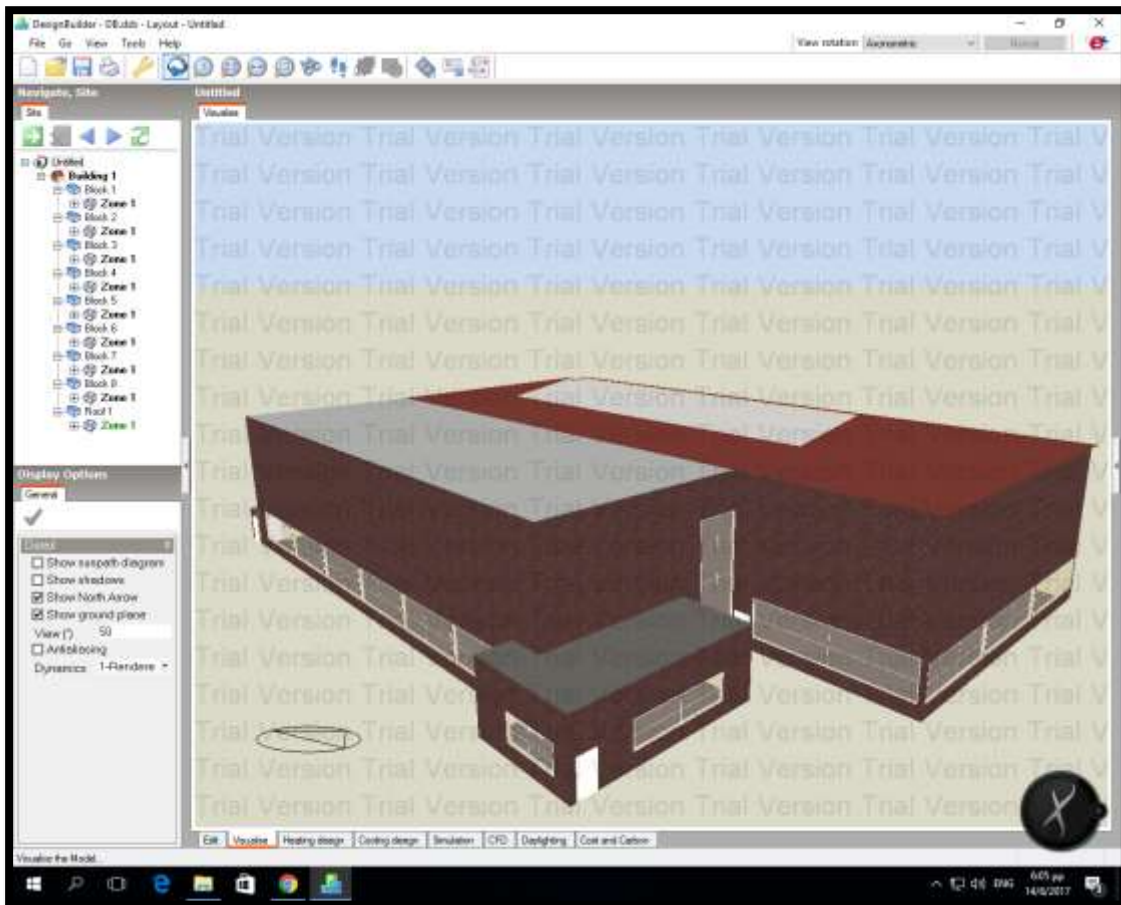 DesignBuilder - DB.dsb - Layout - Untitled
File Go View Tools Help
View rotation Axonometric Normal
Navigate, Site
Untitled
Site
Visualise
Untitled
Building 1
Block 1
Zone 1
Block 2
Zone 1
Block 3
Zone 1
Block 4
Zone 1
Block 5
Zone 1
Block 6
Zone 1
Block 7
Zone 1
Block 8
Zone 1
Roof 1
Zone 1
Trial Version Trial Version Trial Version Trial Version Trial Version Trial V
Display Options
General
Show sunpath diagram
Show shadows
Show North Arrow
Show ground plane
View (°) 50
Antialiasing
Dynamics 1-Rendere
Edit Visualise Heating design Cooling design Simulation CFD Daylighting Cost and Carbon
Visualise the Model...
ENG
6:05 μμ
14/6/2017